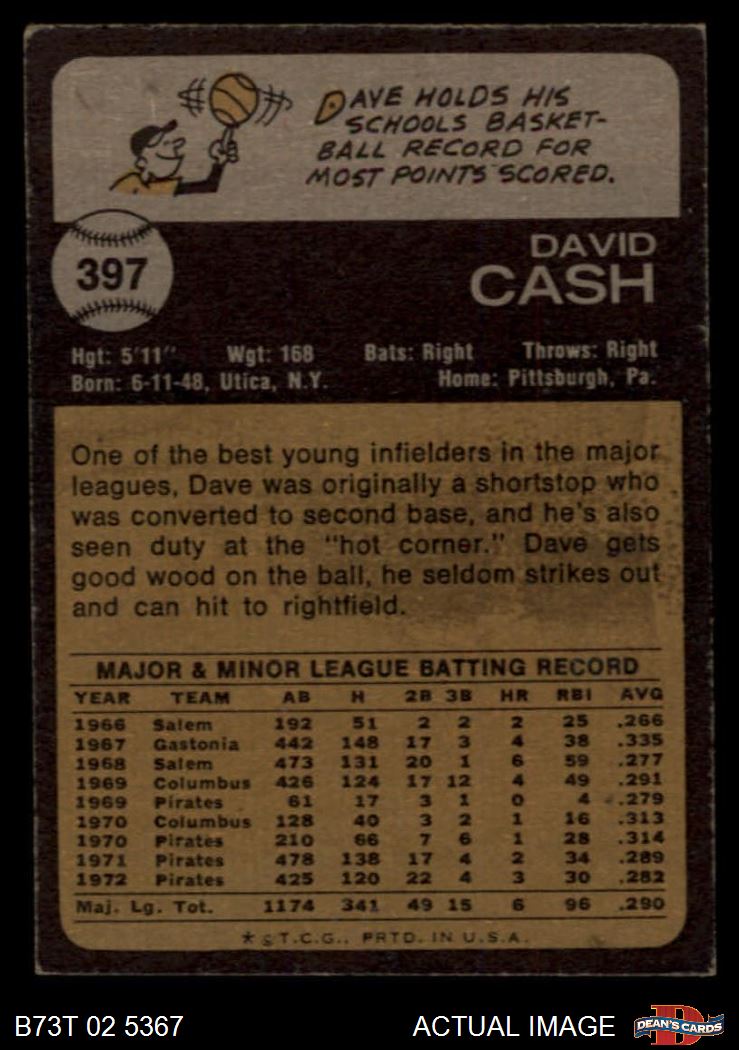 DAVE HOLDS HIS
SCHOOLS BASKET-
BALL RECORD FOR
MOST POINTS SCORED.
397
DAVID
CASH
Hgt: 5'11" Wgt: 168 Bats: Right Throws: Right
Born: 6-11-48, Utica, N.Y. Home: Pittsburgh, Pa.
One of the best young infielders in the major
leagues, Dave was originally a shortstop who
was converted to second base, and he's also
seen duty at the "hot corner." Dave gets
good wood on the ball, he seldom strikes out
and can hit to rightfield.
MAJOR & MINOR LEAGUE BATTING RECORD
YEAR TEAM AB H 2B 3B HR RBI AVG
1966 Salem 192 51 2 2 2 25 .266
1967 Gastonia 442 148 17 3 4 38 .335
1968 Salem 473 131 20 1 6 59 .277
1969 Columbus 426 124 17 12 4 49 .291
1969 Pirates 61 17 3 1 0 4 .279
1970 Columbus 128 40 3 2 1 16 .313
1970 Pirates 210 66 7 6 1 28 .314
1971 Pirates 478 138 17 4 2 34 .289
1972 Pirates 425 120 22 4 3 30 .282
Maj. Lg. Tot. 1174 341 49 15 6 96 .290
* © T.C.G., PRTD. IN U.S.A.
B73T 02 5367 ACTUAL IMAGE D DEAN'S CARDS